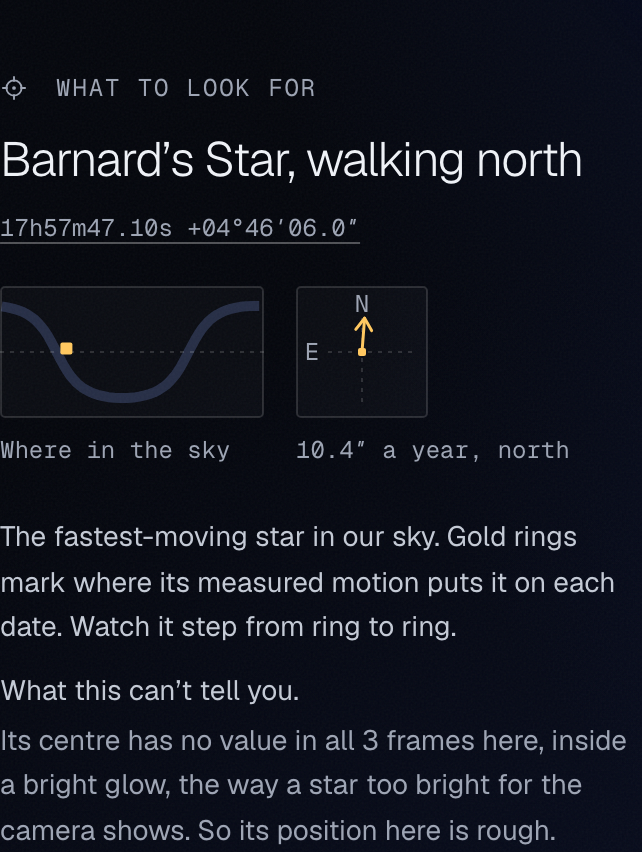 WHAT TO LOOK FOR
Barnard’s Star, walking north
17h57m47.10s +04°46′06.0″
N
E
Where in the sky
10.4″ a year, north
The fastest-moving star in our sky. Gold rings
mark where its measured motion puts it on each
date. Watch it step from ring to ring.
What this can’t tell you.
Its centre has no value in all 3 frames here, inside
a bright glow, the way a star too bright for the
camera shows. So its position here is rough.